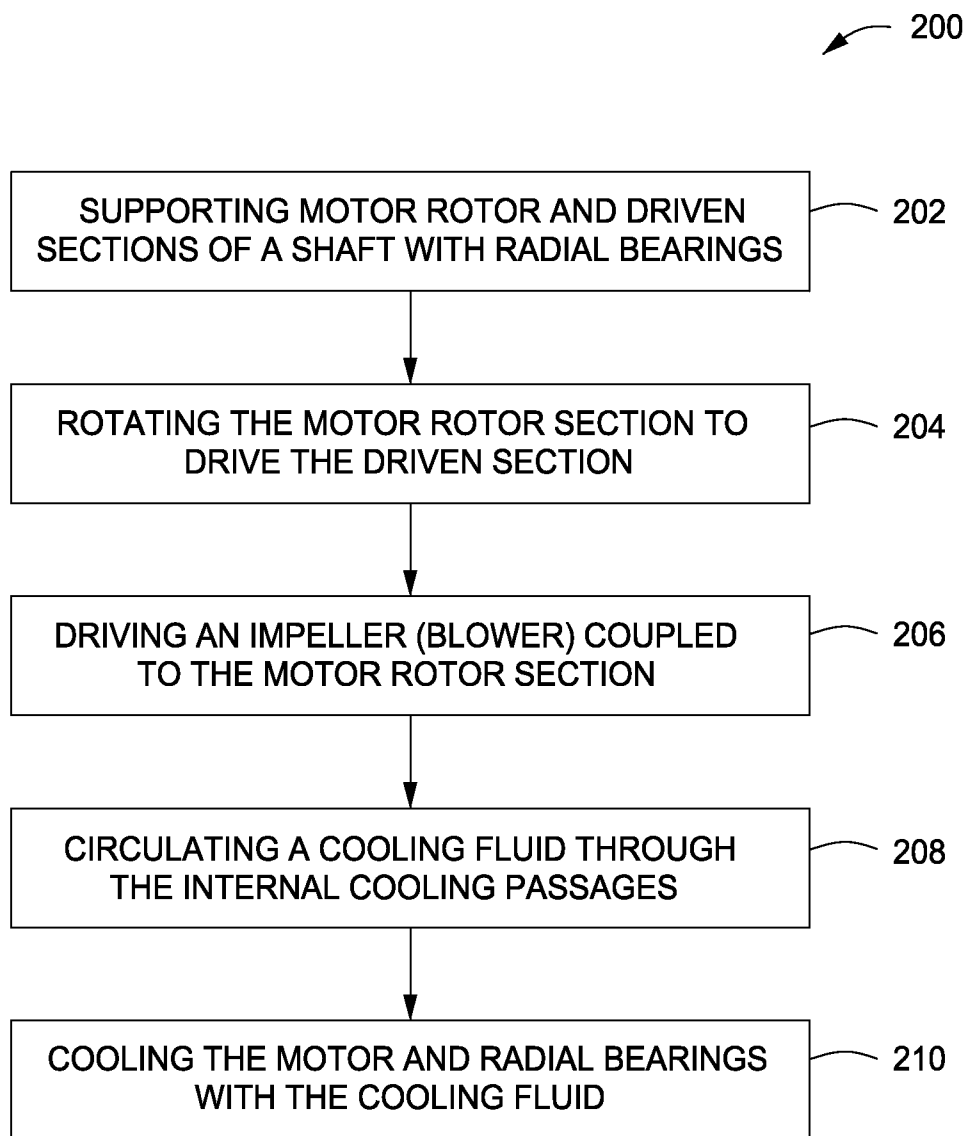 200
SUPPORTING MOTOR ROTOR AND DRIVEN
SECTIONS OF A SHAFT WITH RADIAL BEARINGS
202
ROTATING THE MOTOR ROTOR SECTION TO
DRIVE THE DRIVEN SECTION
204
DRIVING AN IMPELLER (BLOWER) COUPLED
TO THE MOTOR ROTOR SECTION
206
CIRCULATING A COOLING FLUID THROUGH
THE INTERNAL COOLING PASSAGES
208
COOLING THE MOTOR AND RADIAL BEARINGS
WITH THE COOLING FLUID
210